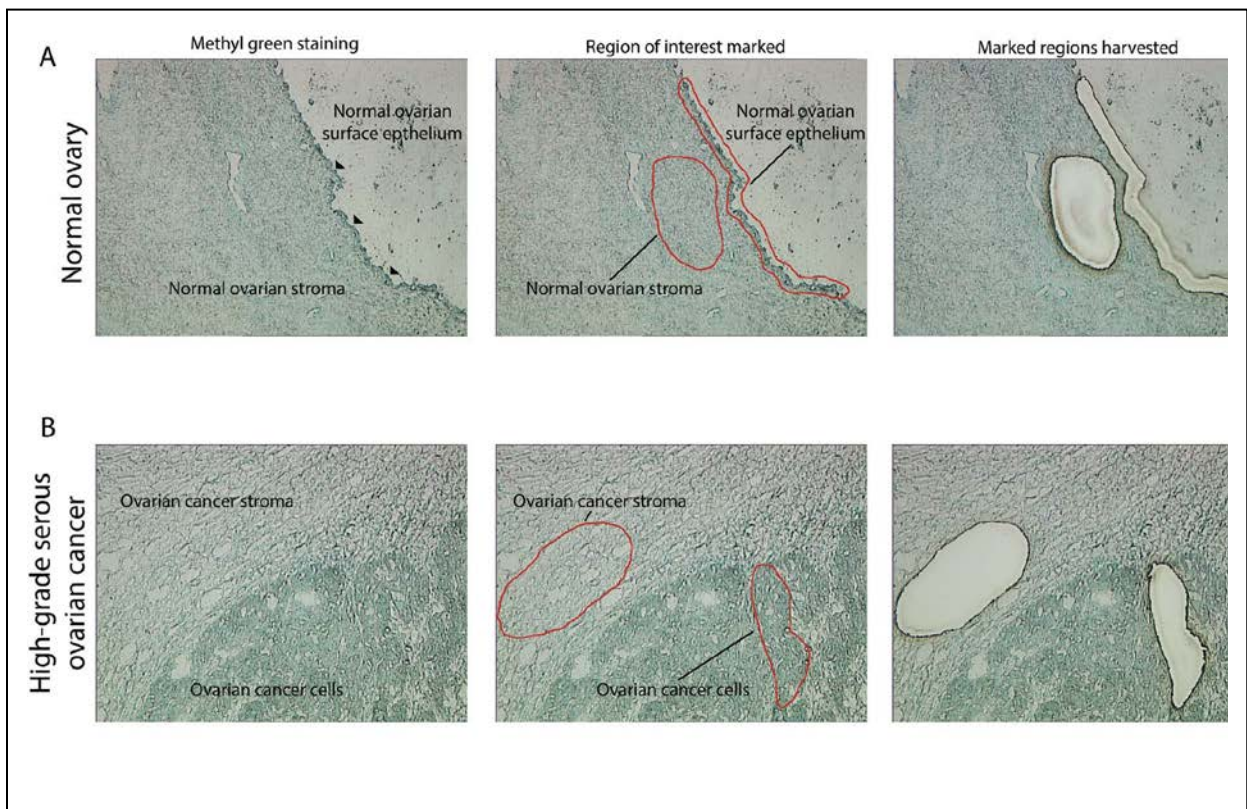 A
Methyl green staining
Region of interest marked
Marked regions harvested
Normal ovary
Normal ovarian
surface epthelium
Normal ovarian stroma
Normal ovarian
surface epthelium
Normal ovarian stroma
B
High-grade serous
ovarian cancer
Ovarian cancer stroma
Ovarian cancer cells
Ovarian cancer stroma
Ovarian cancer cells